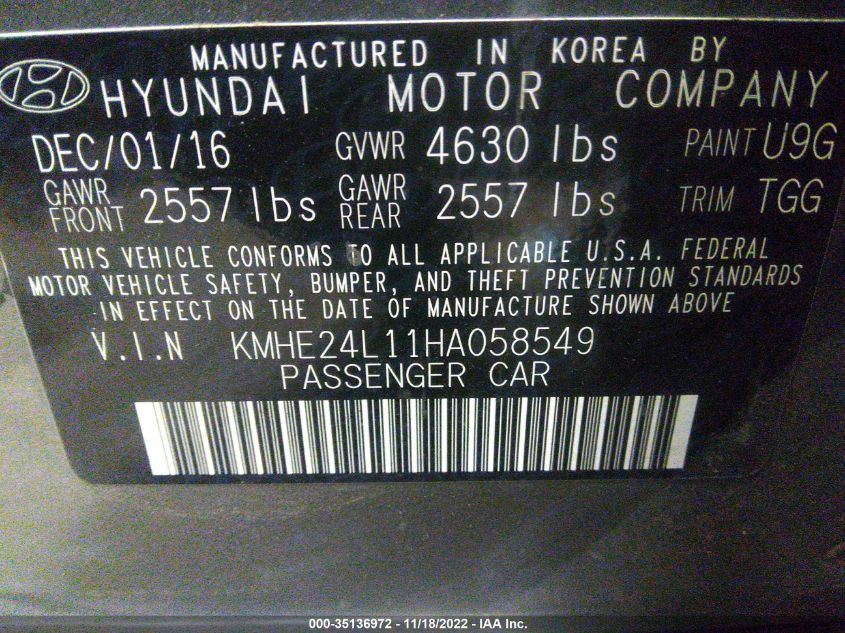 MANUFACTURED IN KOREA BY
HYUNDAI MOTOR COMPANY
DEC/01/16 GVWR 4630 lbs PAINT U9G
GAWR FRONT 2557 lbs GAWR REAR 2557 lbs TRIM TGG
THIS VEHICLE CONFORMS TO ALL APPLICABLE U.S.A. FEDERAL
MOTOR VEHICLE SAFETY, BUMPER, AND THEFT PREVENTION STANDARDS
IN EFFECT ON THE DATE OF MANUFACTURE SHOWN ABOVE
V.I.N KMHE24L11HA058549
PASSENGER CAR
000-35136972 - 11/18/2022 - IAA Inc.